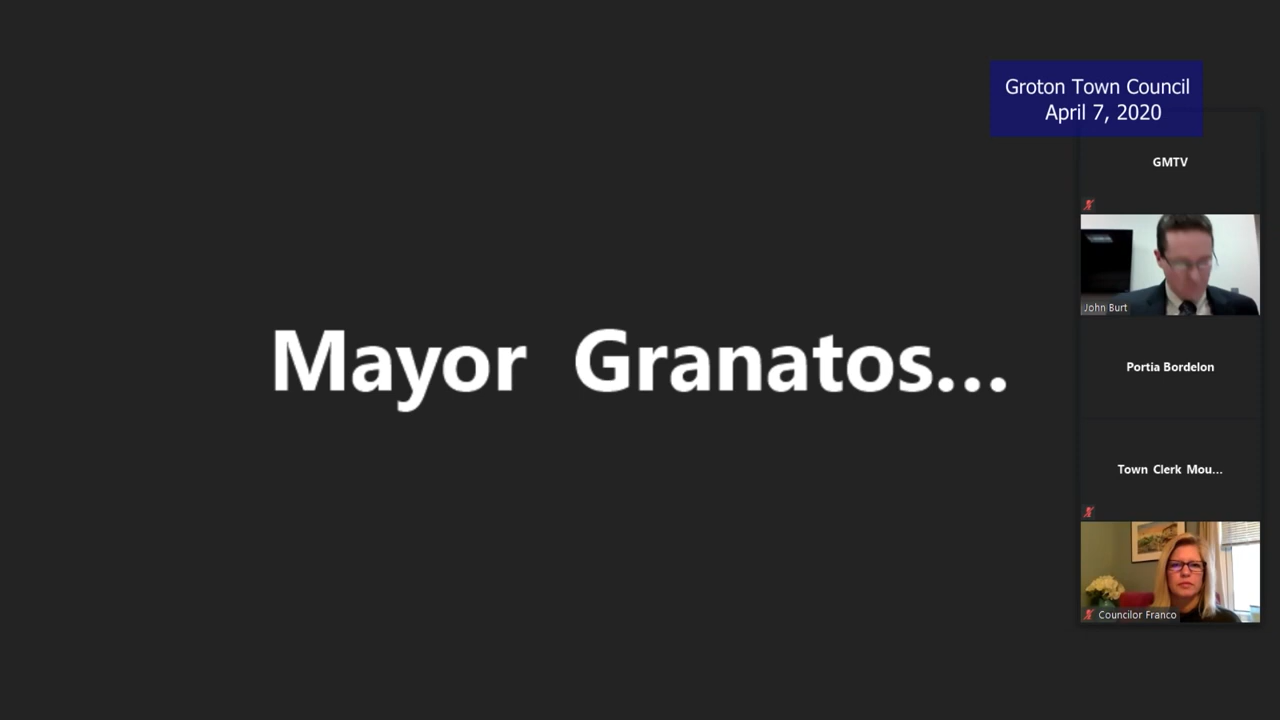 Groton Town Council
April 7, 2020
GMTV
John Burt
Mayor Granatos...
Portia Bordelon
Town Clerk Mou...
Councilor Franco